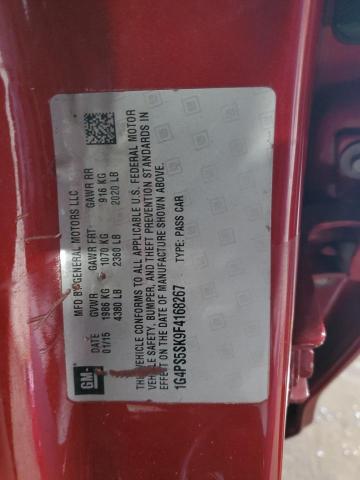 GM
MFD BY GENERAL MOTORS LLC
DATE GVWR GAWR FRT GAWR RR
01/15 1986 KG 1070 KG 916 KG
4380 LB 2360 LB 2020 LB
THIS VEHICLE CONFORMS TO ALL APPLICABLE U.S. FEDERAL MOTOR
VEHICLE SAFETY, BUMPER, AND THEFT PREVENTION STANDARDS IN
EFFECT ON THE DATE OF MANUFACTURE SHOWN ABOVE.
1G4PS5SK9F4168267 TYPE: PASS CAR